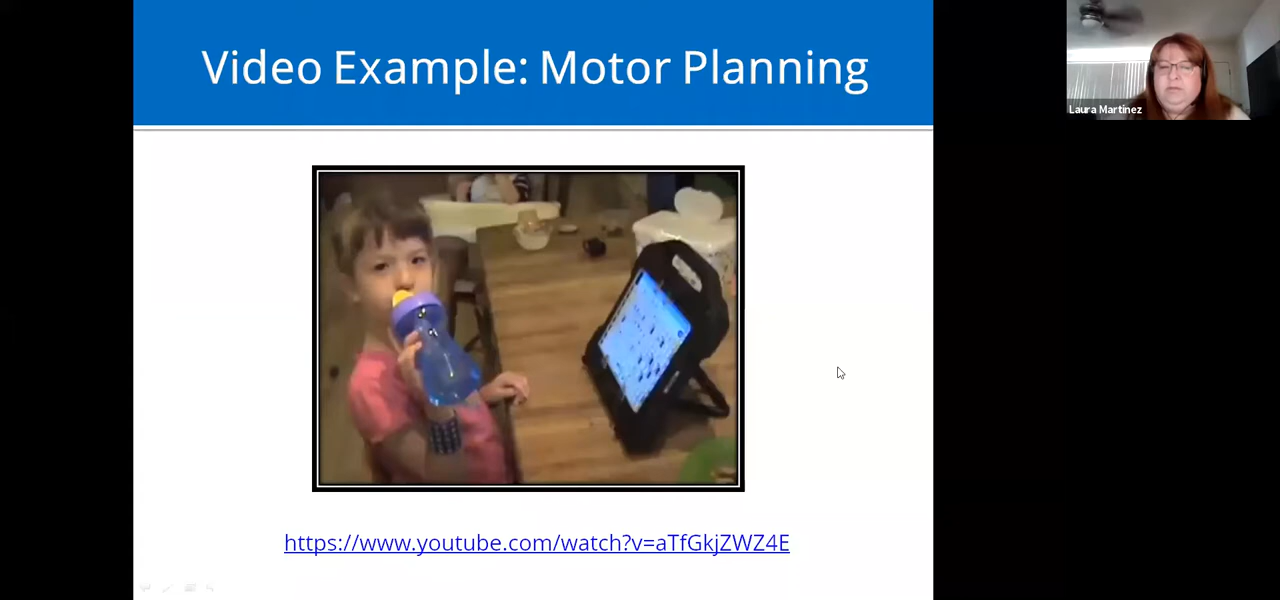 Video Example: Motor Planning
Laura Martinez
https://www.youtube.com/watch?v=aTfGkjZWZ4E